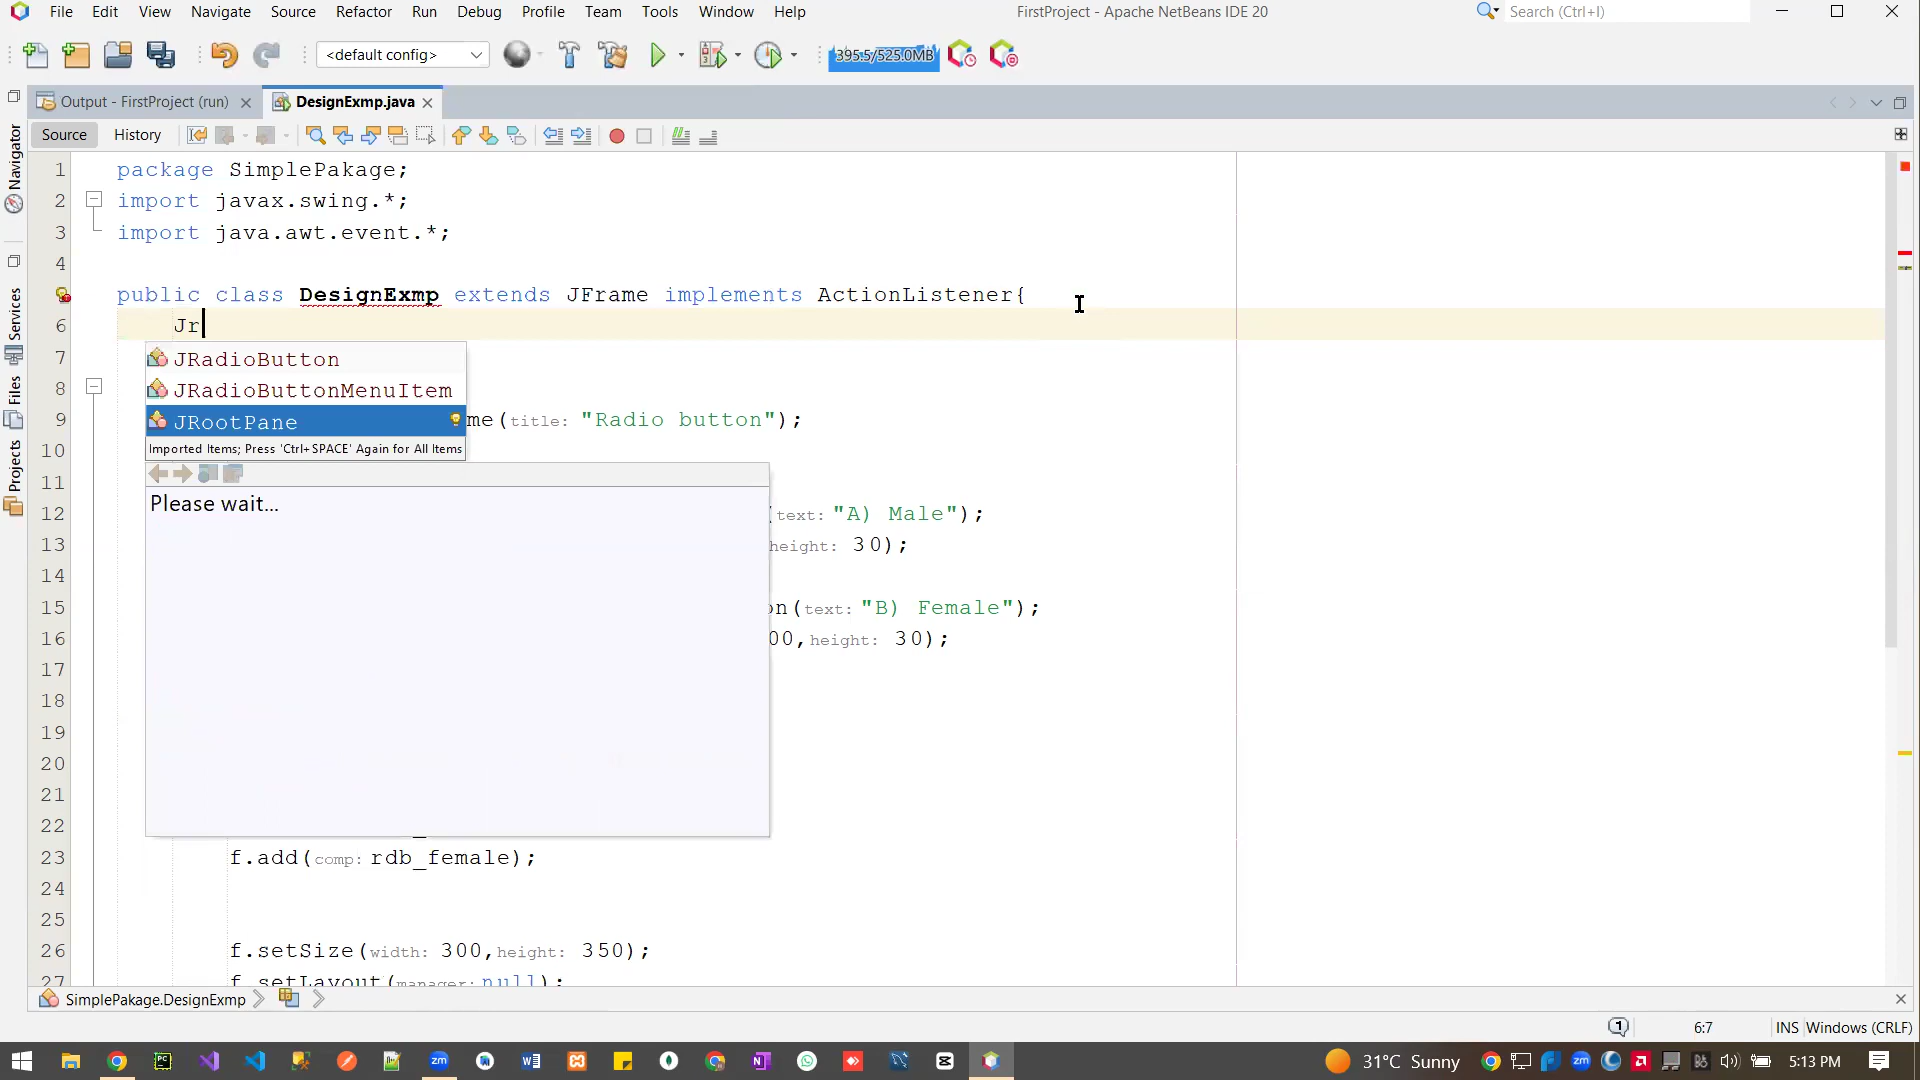 File Edit View Navigate Source Refactor Run Debug Profile Team Tools Window Help FirstProject - Apache NetBeans IDE 20 Search (Ctrl+I)
<default config> 395.5/525.0MB
Output - FirstProject (run) DesignExmp.java
Source History
Navigator
Services
Files
Projects
1 package SimplePakage;
2 import javax.swing.*;
3 import java.awt.event.*;
4
public class DesignExmp extends JFrame implements ActionListener{
6 Jr
7 JRadioButton
8 JRadioButtonMenuItem
9 JRootPane me(title: "Radio button");
10 Imported Items; Press 'Ctrl+SPACE' Again for All Items
11
Please wait...
12 (text: "A) Male");
13 height: 30);
14
15 on(text: "B) Female");
16 00,height: 30);
17
18
19
20
21
22
23 f.add(comp: rdb_female);
24
25
26 f.setSize(width: 300,height: 350);
27 f.setLayout(manager: null);
SimplePakage.DesignExmp
1 6:7 INS Windows (CRLF)
31°C Sunny 5:13 PM